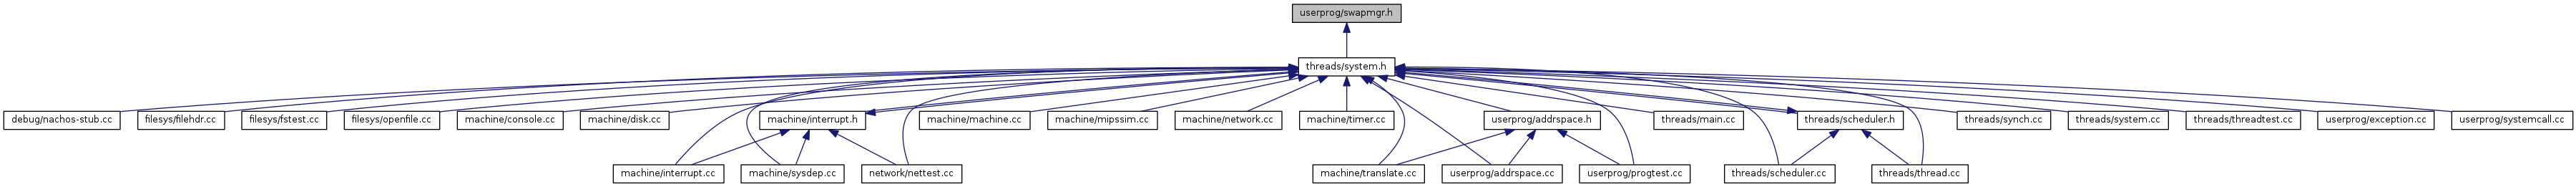 userprog/swapmgr.h
threads/system.h
debug/nachos-stub.cc
filesys/filehdr.cc
filesys/fstest.cc
filesys/openfile.cc
machine/console.cc
machine/disk.cc
machine/interrupt.h
machine/machine.cc
machine/mipssim.cc
machine/network.cc
machine/timer.cc
userprog/addrspace.h
threads/main.cc
threads/scheduler.h
threads/synch.cc
threads/system.cc
threads/threadtest.cc
userprog/exception.cc
userprog/systemcall.cc
machine/interrupt.cc
machine/sysdep.cc
network/nettest.cc
machine/translate.cc
userprog/addrspace.cc
userprog/progtest.cc
threads/scheduler.cc
threads/thread.cc